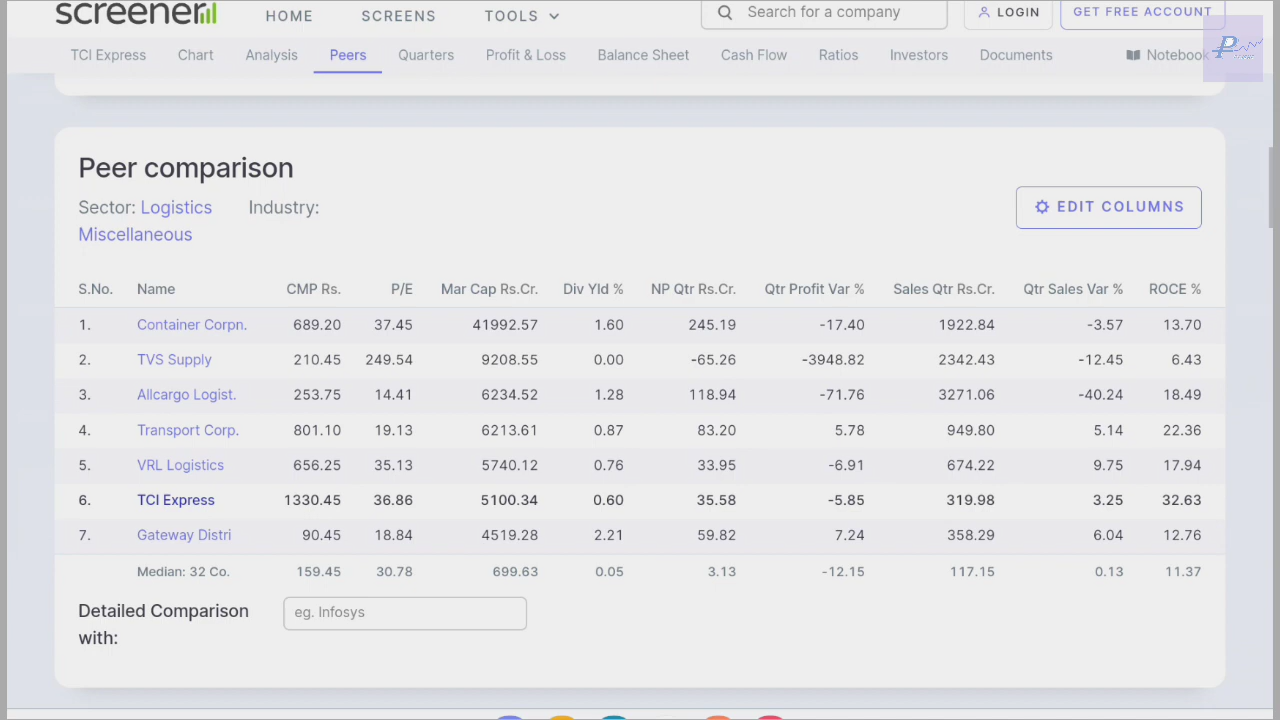 screener
HOME SCREENS TOOLS Search for a company LOGIN GET FREE ACCOUNT
TCI Express Chart Analysis Peers Quarters Profit & Loss Balance Sheet Cash Flow Ratios Investors Documents Notebook
Peer comparison
Sector: Logistics Industry:
Miscellaneous
EDIT COLUMNS
S.No. Name CMP Rs. P/E Mar Cap Rs.Cr. Div Yld % NP Qtr Rs.Cr. Qtr Profit Var % Sales Qtr Rs.Cr. Qtr Sales Var % ROCE %
1. Container Corpn. 689.20 37.45 41992.57 1.60 245.19 -17.40 1922.84 -3.57 13.70
2. TVS Supply 210.45 249.54 9208.55 0.00 -65.26 -3948.82 2342.43 -12.45 6.43
3. Allcargo Logist. 253.75 14.41 6234.52 1.28 118.94 -71.76 3271.06 -40.24 18.49
4. Transport Corp. 801.10 19.13 6213.61 0.87 83.20 5.78 949.80 5.14 22.36
5. VRL Logistics 656.25 35.13 5740.12 0.76 33.95 -6.91 674.22 9.75 17.94
6. TCI Express 1330.45 36.86 5100.34 0.60 35.58 -5.85 319.98 3.25 32.63
7. Gateway Distri 90.45 18.84 4519.28 2.21 59.82 7.24 358.29 6.04 12.76
Median: 32 Co. 159.45 30.78 699.63 0.05 3.13 -12.15 117.15 0.13 11.37
Detailed Comparison
with:
eg. Infosys